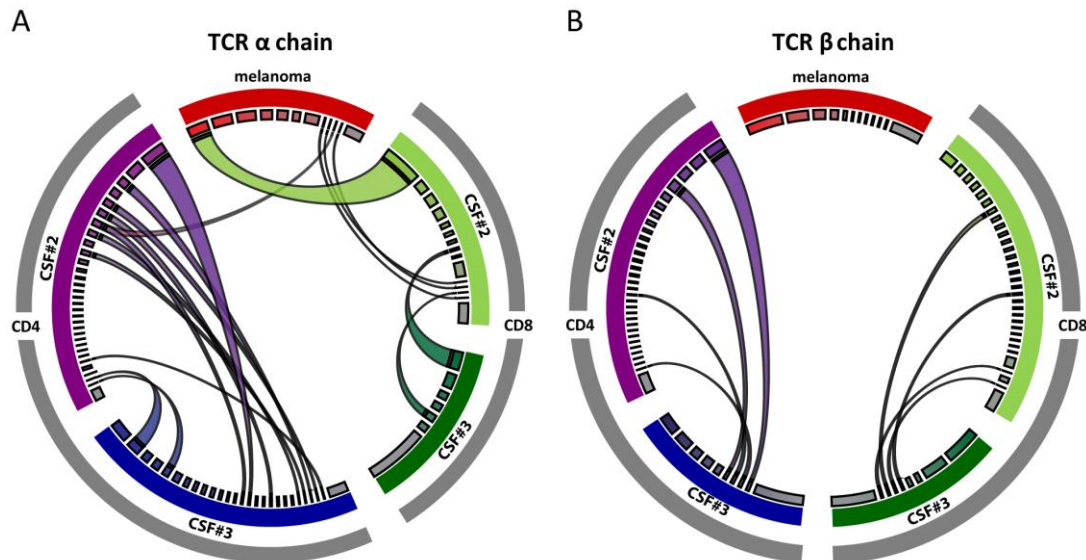 A
TCR α chain
melanoma
CSF#2
CSF#2
CD4
CD8
CSF#3
CSF#3
B
TCR β chain
melanoma
CSF#2
CSF#2
CD4
CD8
CSF#3
CSF#3